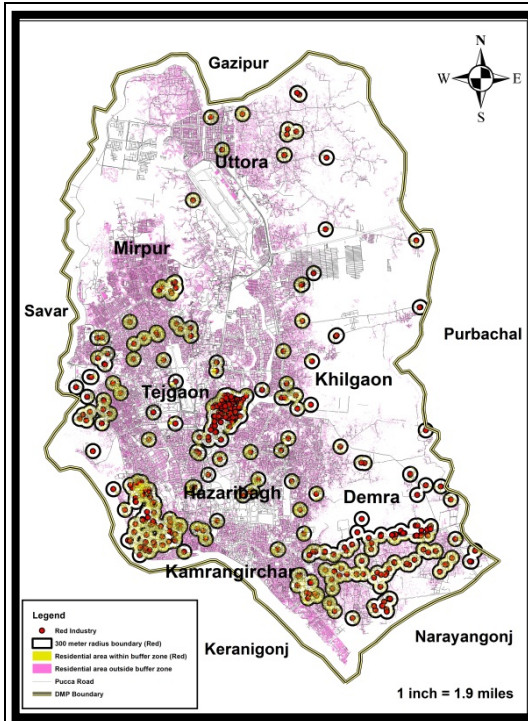 N
W E
S
Gazipur
Uttora
Mirpur
Savar
Purbachal
Tejgaon
Khilgaon
Hazaribagh
Demra
Kamrangirchar
Keranigonj
Narayangonj
Legend
Red Industry
300 meter radius boundary (Red)
Residential area within buffer zone (Red)
Residential area outside buffer zone
Pucca Road
DMP Boundary
1 inch = 1.9 miles